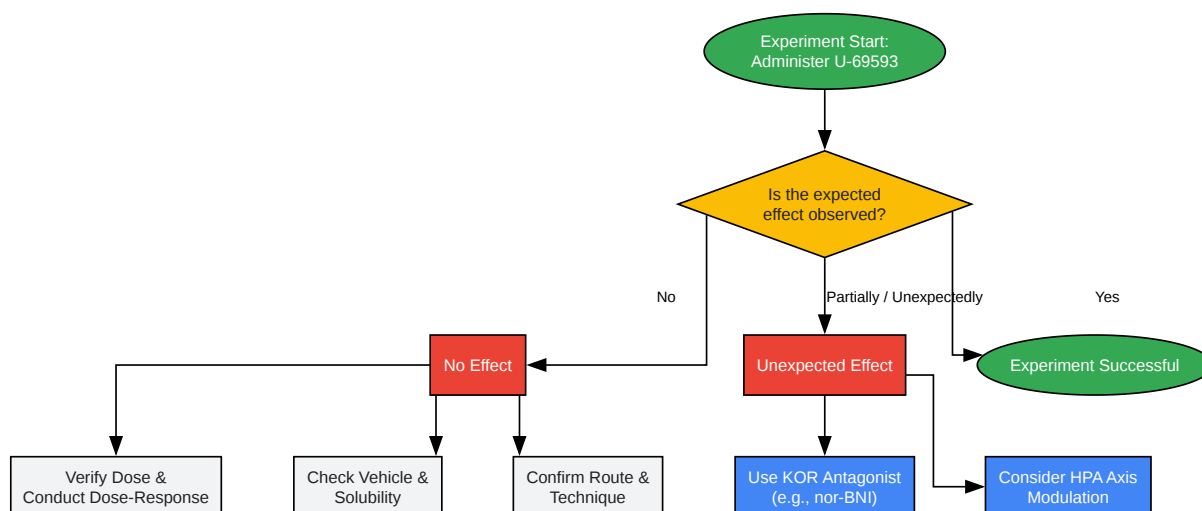 Experiment Start:
Administer U-69593
Is the expected
effect observed?
No
Partially / Unexpectedly
Yes
No Effect
Unexpected Effect
Experiment Successful
Verify Dose &
Conduct Dose-Response
Check Vehicle &
Solubility
Confirm Route &
Technique
Use KOR Antagonist
(e.g., nor-BNI)
Consider HPA Axis
Modulation